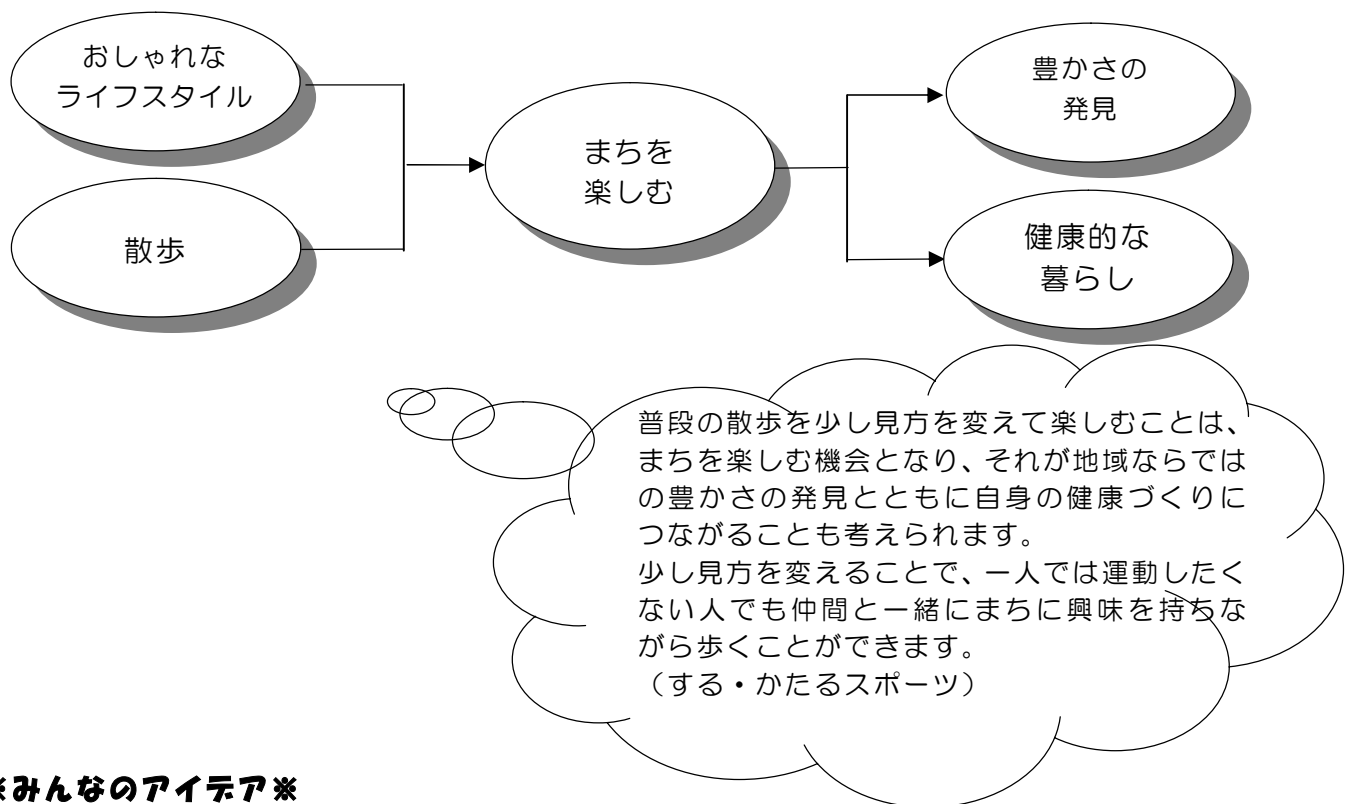 おしゃれな
ライフスタイル
散歩
まちを
楽しむ
豊かさの
発見
健康的な
暮らし
普段の散歩を少し見方を変えて楽しむことは、
まちを楽しむ機会となり、それが地域ならでは
の豊かさの発見とともに自身の健康づくりに
つながることも考えられます。
少し見方を変えることで、一人では運動したく
ない人でも仲間と一緒にまちに興味を持ちな
がら歩くことができます。
（する・かたるスポーツ）
※みんなのアイデア※